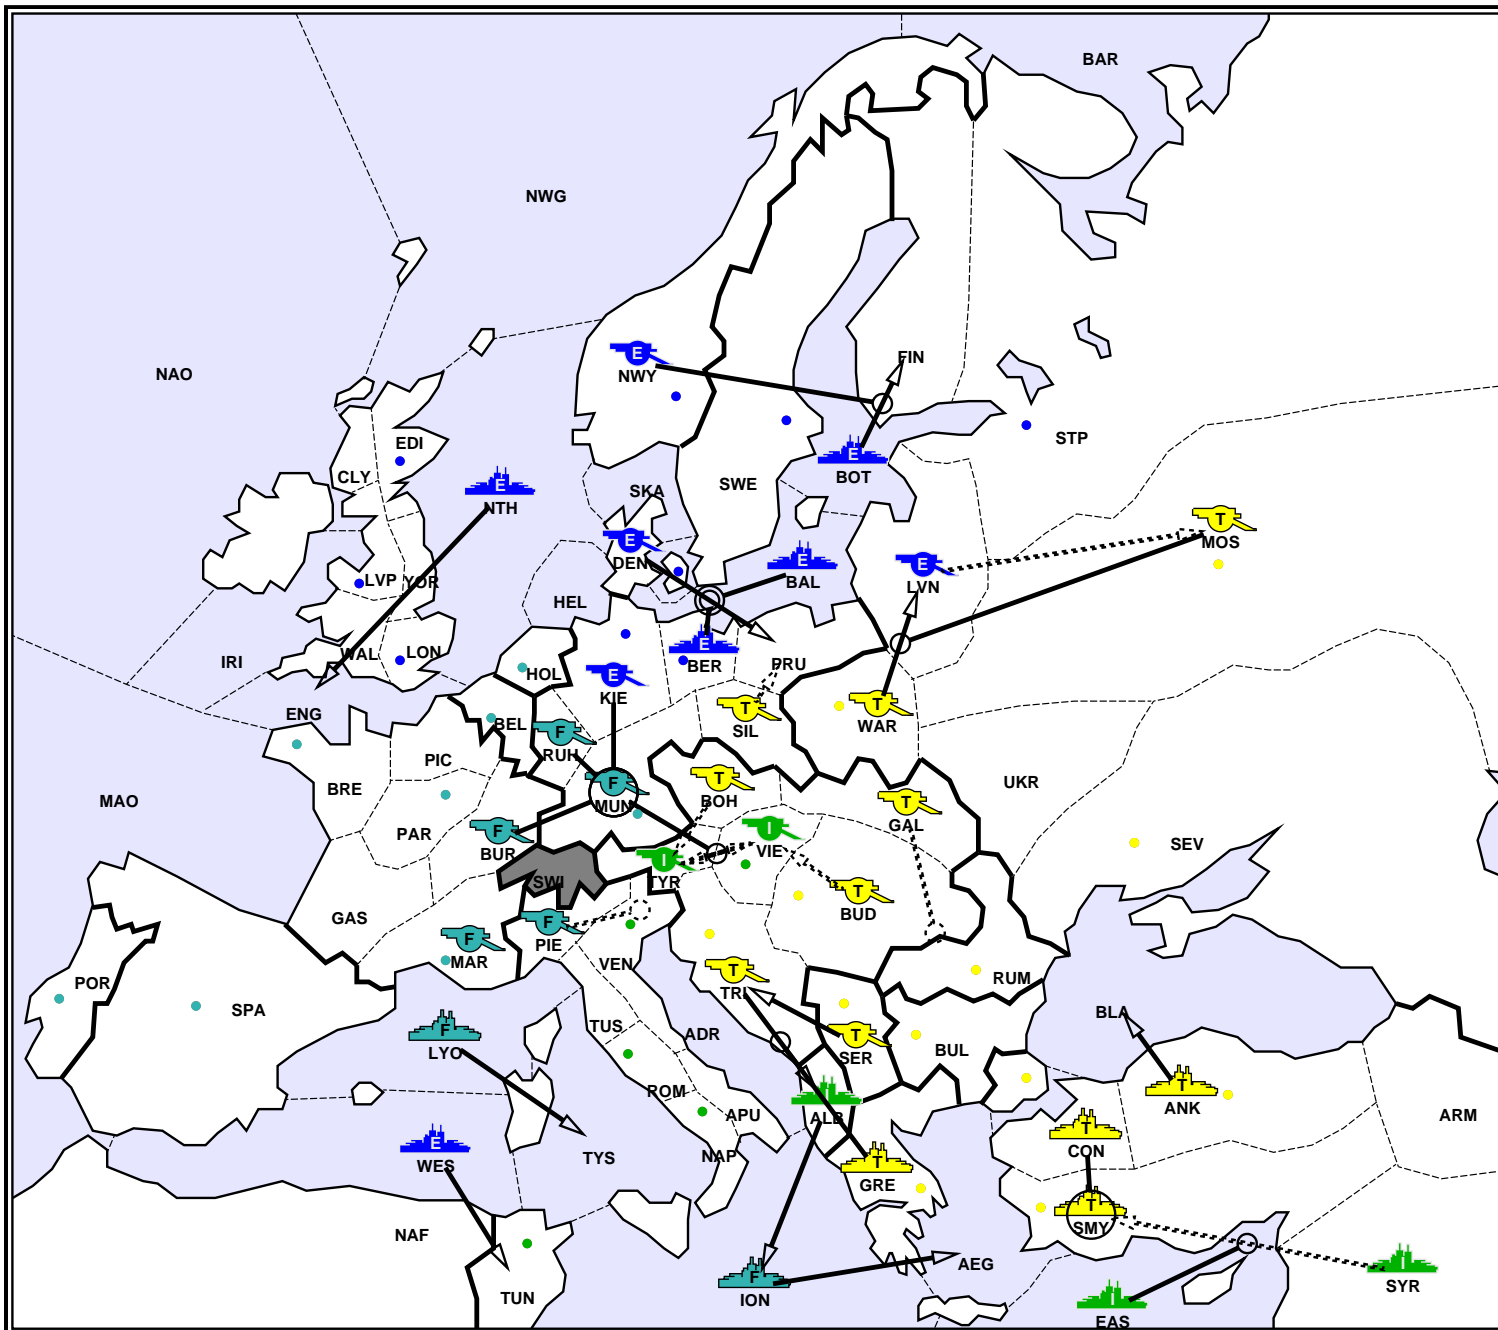 BAR
NWG
NAO
E
NWY
FIN
EDI
CLY
E
NTH
SKA
SWE
E
BOT
STP
T
MOS
E
DEN
E
BAL
E
LVN
LVP
YOR
HEL
IRI
WAL
LON
HOL
E
BER
PRU
E
KIE
ENG
BEL
F
RUH
T
SIL
T
WAR
PIC
BRE
F
MUN
T
BOH
T
GAL
UKR
MAO
PAR
F
BUR
I
VIE
SEV
I
TYR
SWI
T
BUD
GAS
F
PIE
F
MAR
VEN
T
TRI
RUM
POR
SPA
BLA
F
LYO
TUS
ADR
T
SER
BUL
ROM
APU
I
ALB
T
ANK
ARM
T
CON
E
WES
TYS
NAP
T
GRE
T
SMY
NAF
AEG
F
ION
I
SYR
TUN
I
EAS